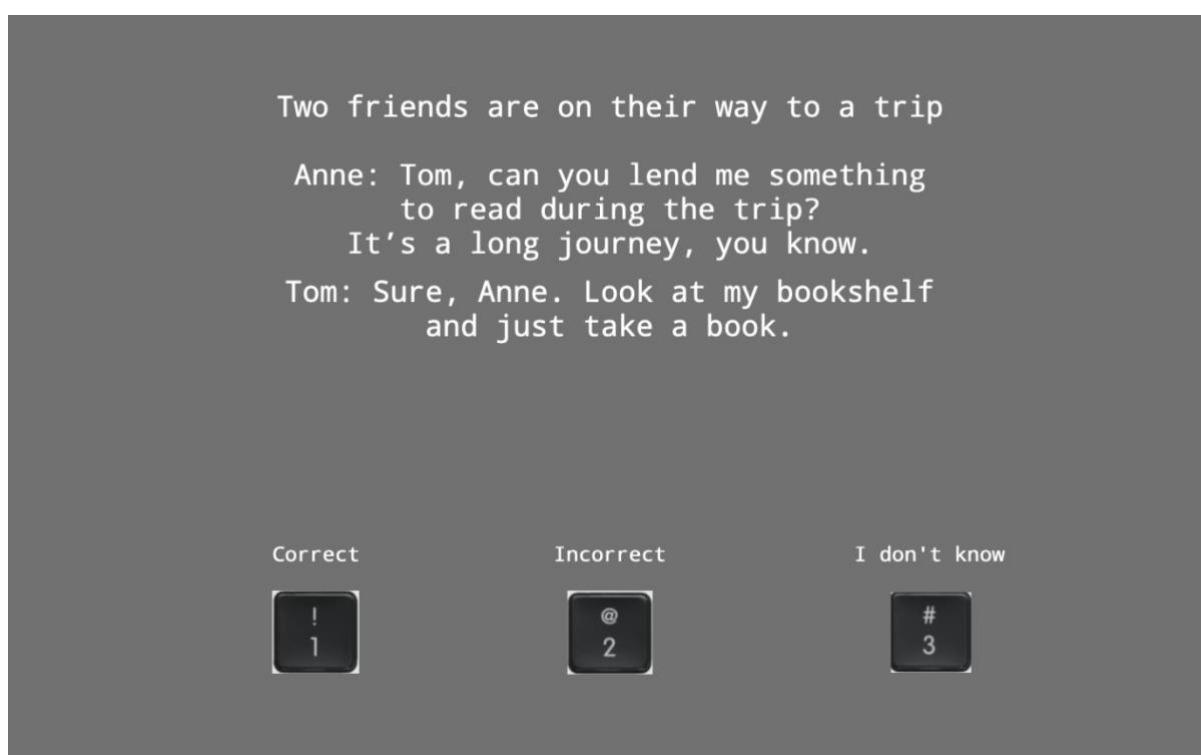 Two friends are on their way to a trip
Anne: Tom, can you lend me something
to read during the trip?
It’s a long journey, you know.
Tom: Sure, Anne. Look at my bookshelf
and just take a book.
Correct
Incorrect
I don't know
!
1
@
2
#
3